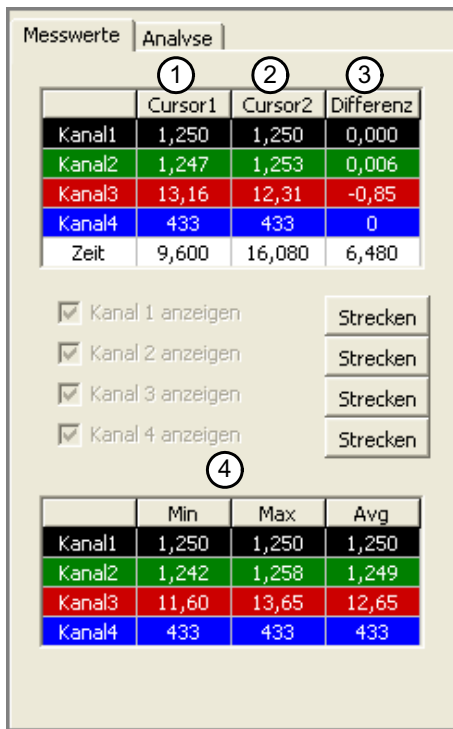 Messwerte Analyse
1 2 3
Cursor1 Cursor2 Differenz
Kanal1 1,250 1,250 0,000
Kanal2 1,247 1,253 0,006
Kanal3 13,16 12,31 -0,85
Kanal4 433 433 0
Zeit 9,600 16,080 6,480
Kanal 1 anzeigen Strecken
Kanal 2 anzeigen Strecken
Kanal 3 anzeigen Strecken
Kanal 4 anzeigen Strecken
4
Min Max Avg
Kanal1 1,250 1,250 1,250
Kanal2 1,242 1,258 1,249
Kanal3 11,60 13,65 12,65
Kanal4 433 433 433